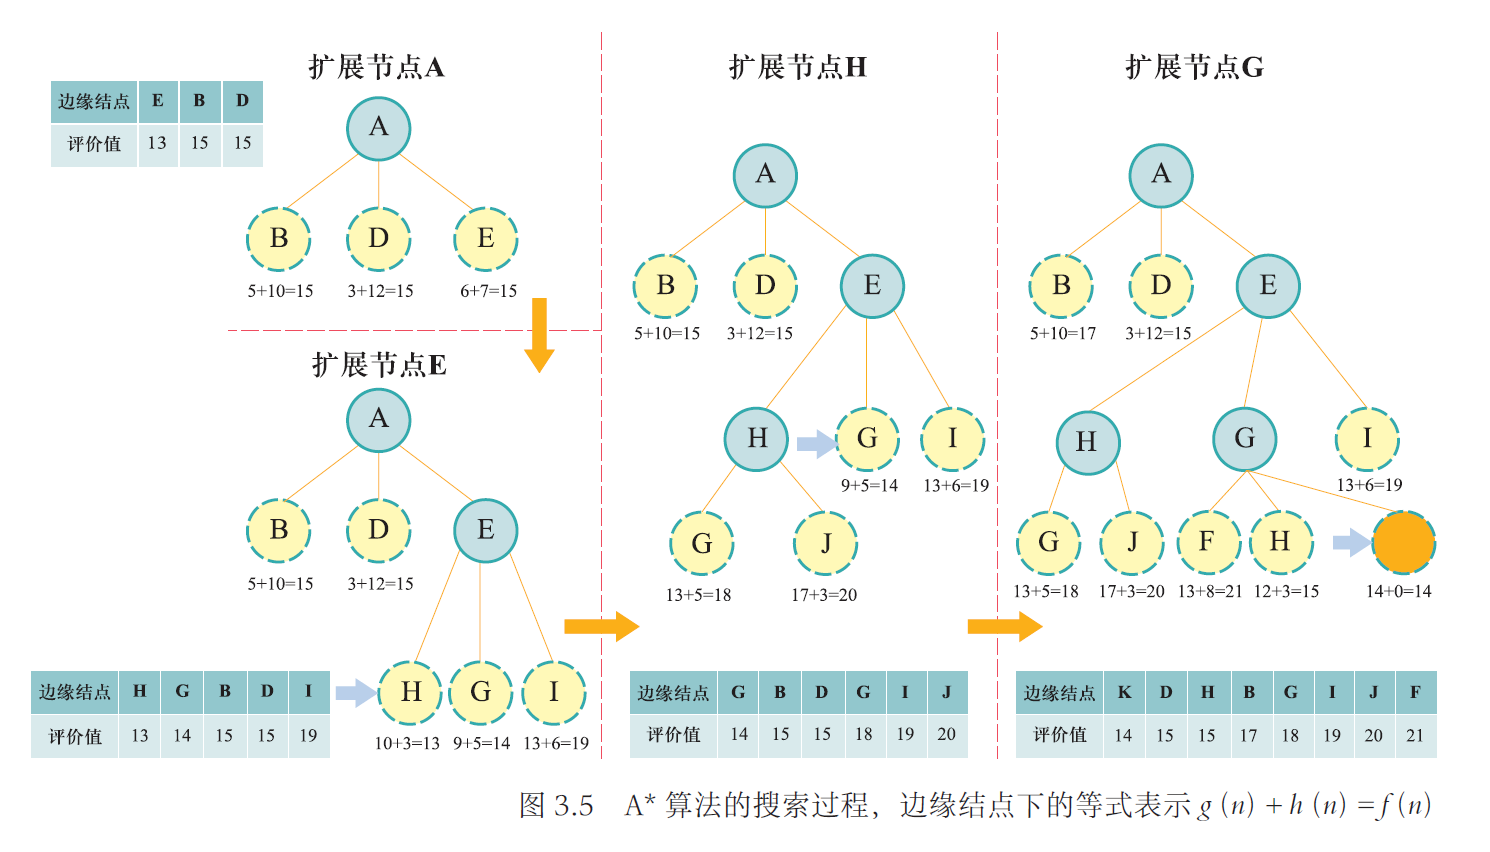 扩展节点A
边缘结点 E B D
评价值 13 15 15
A
B D E
5+10=15 3+12=15 6+7=15
扩展节点E
A
B D E
5+10=15 3+12=15
H G I
10+3=13 9+5=14 13+6=19
边缘结点 H G B D I
评价值 13 14 15 15 19
扩展节点H
A
B D E
5+10=15 3+12=15
H G I
9+5=14 13+6=19
G J
13+5=18 17+3=20
边缘结点 G B D G I J
评价值 14 15 15 18 19 20
扩展节点G
A
B D E
5+10=17 3+12=15
H G I
13+6=19
G J F H
13+5=18 17+3=20 13+8=21 12+3=15 14+0=14
边缘结点 K D H B G I J F
评价值 14 15 15 17 18 19 20 21
图 3.5 A* 算法的搜索过程，边缘结点下的等式表示 g (n) + h (n) = f (n)